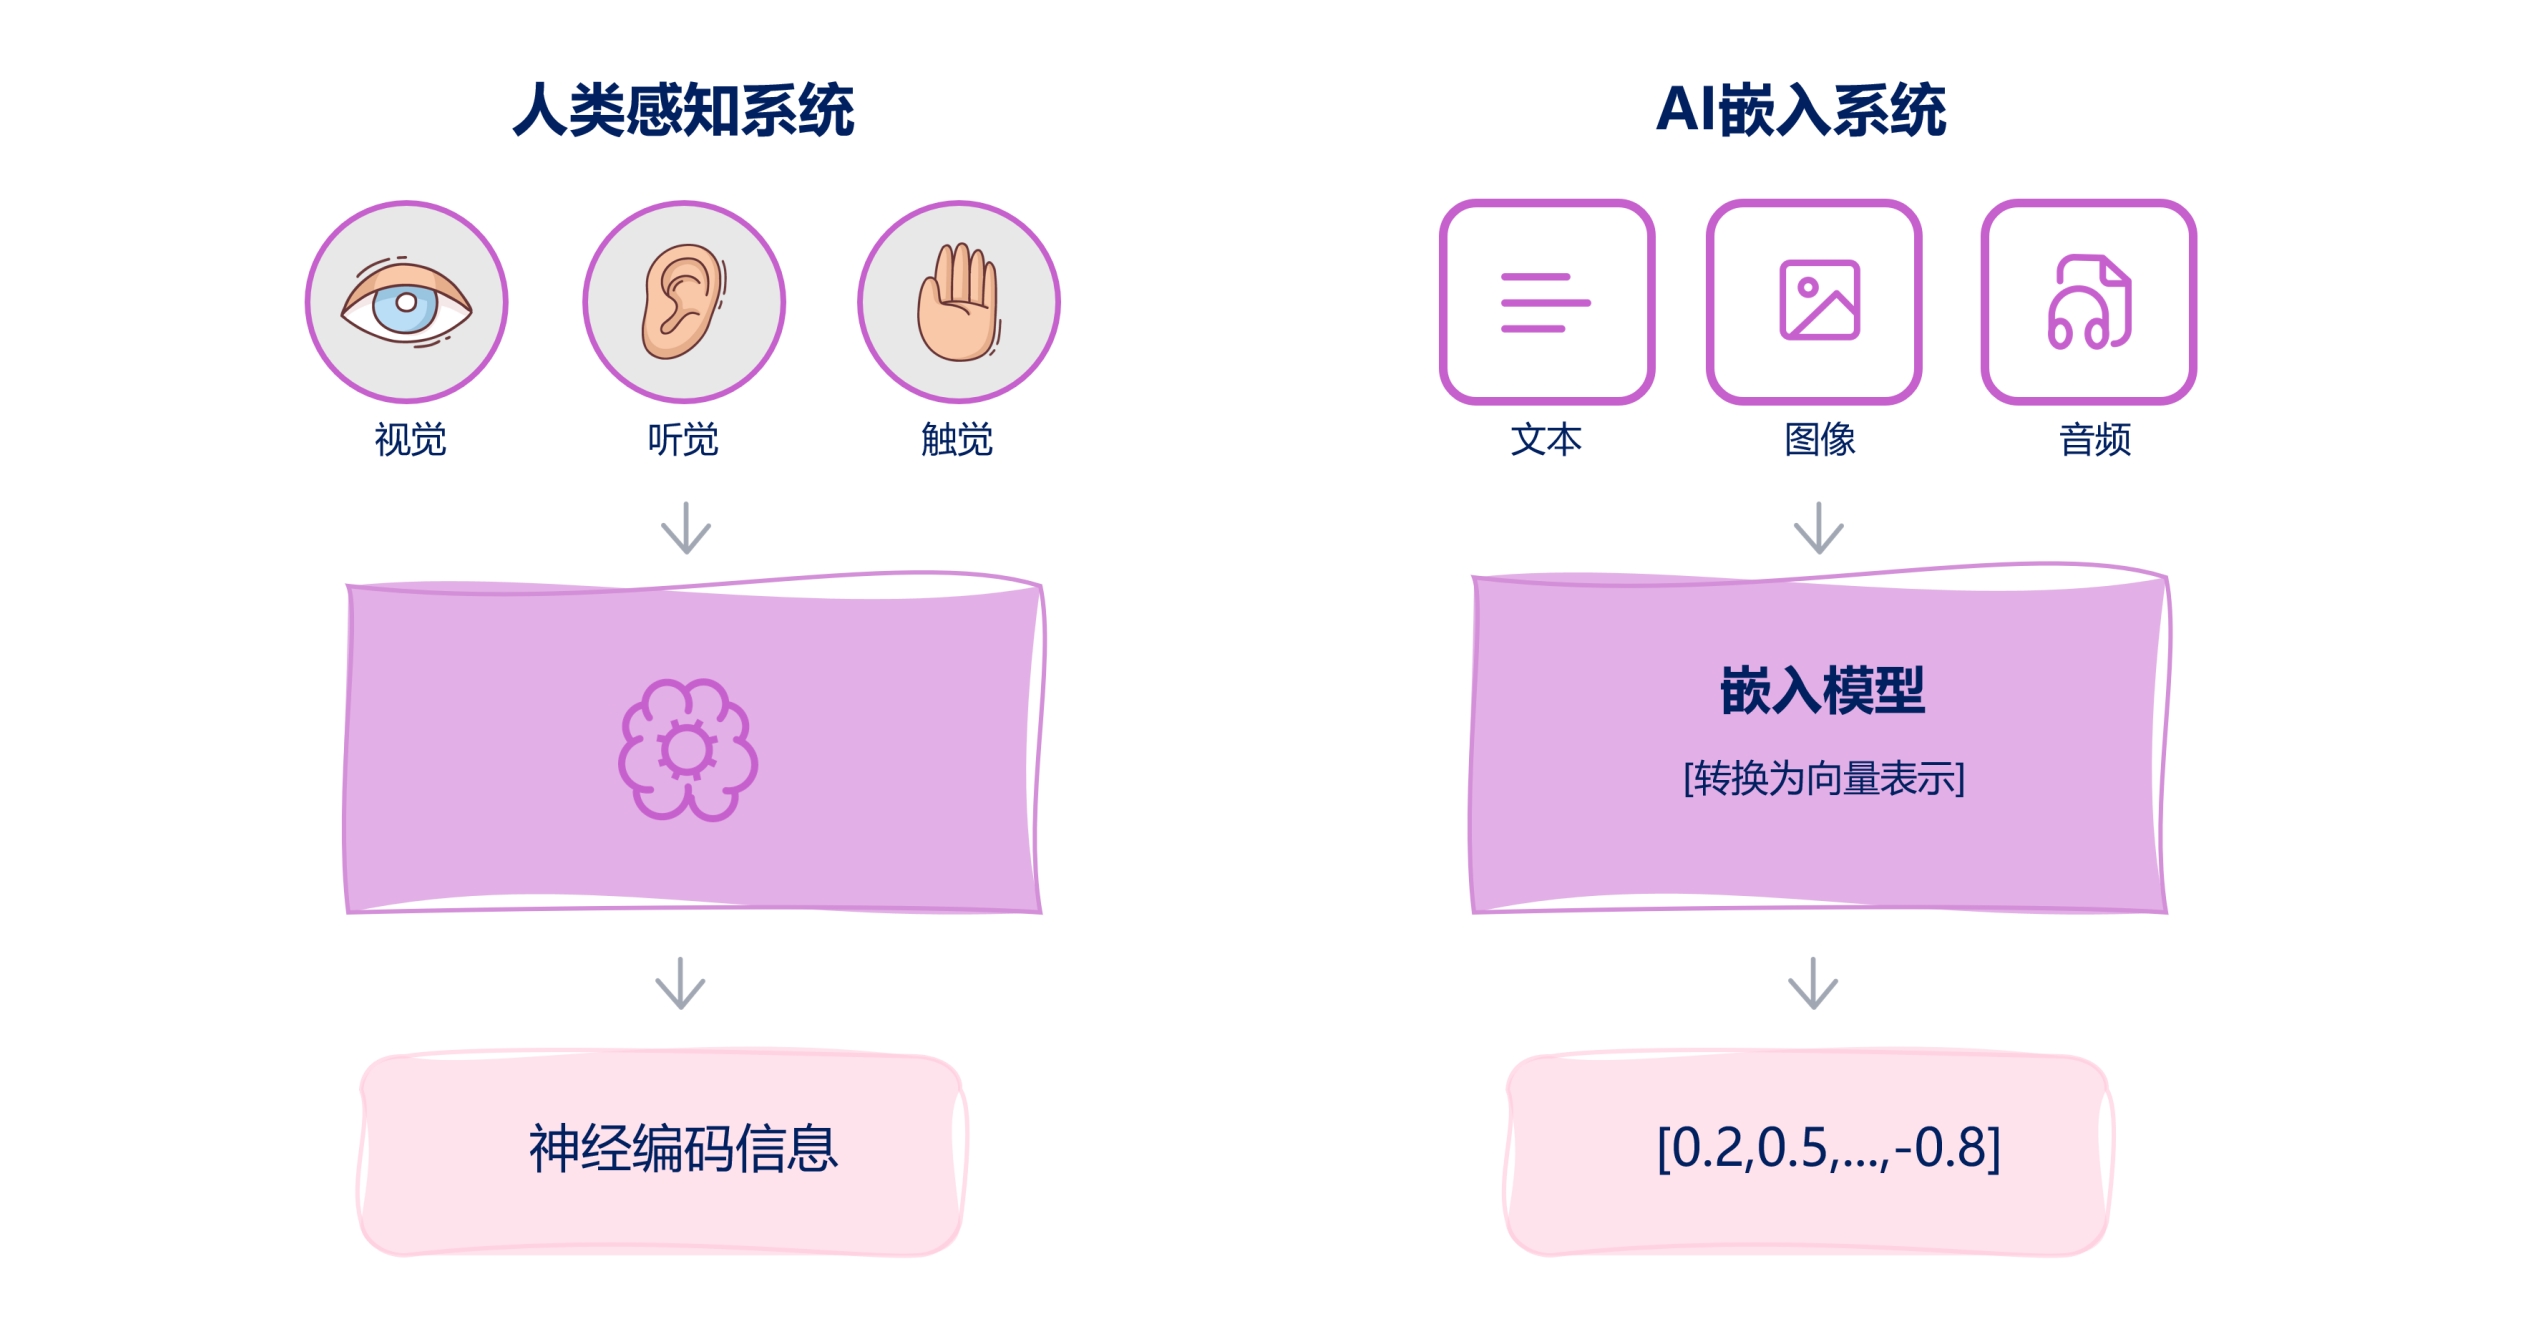 人类感知系统
视觉
听觉
触觉
神经编码信息
AI嵌入系统
文本
图像
音频
嵌入模型
[转换为向量表示]
[0.2,0.5,...,-0.8]